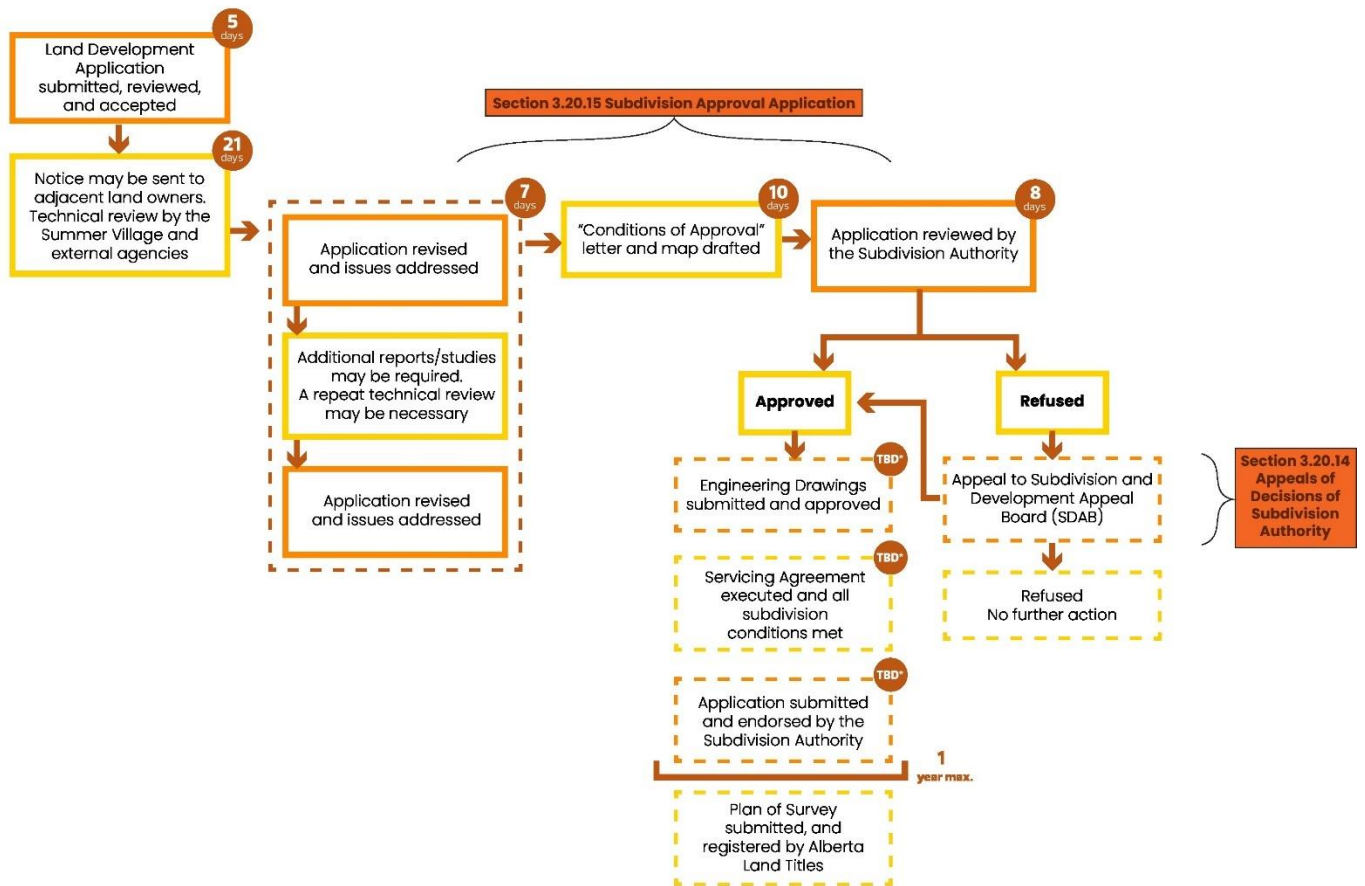 5
days
Land Development
Application
submitted, reviewed,
and accepted
21
days
Notice may be sent to
adjacent land owners.
Technical review by the
Summer Village and
external agencies
Section 3.20.15 Subdivision Approval Application
7
days
Application revised
and issues addressed
Additional reports/studies
may be required.
A repeat technical review
may be necessary
Application revised
and issues addressed
10
days
"Conditions of Approval"
letter and map drafted
8
days
Application reviewed by
the Subdivision Authority
Approved
Refused
TBD*
Engineering Drawings
submitted and approved
TBD*
Servicing Agreement
executed and all
subdivision
conditions met
TBD*
Application submitted
and endorsed by the
Subdivision Authority
1
year max.
Plan of Survey
submitted, and
registered by Alberta
Land Titles
Appeal to Subdivision and
Development Appeal
Board (SDAB)
Refused
No further action
Section 3.20.14
Appeals of
Decisions of
Subdivision
Authority